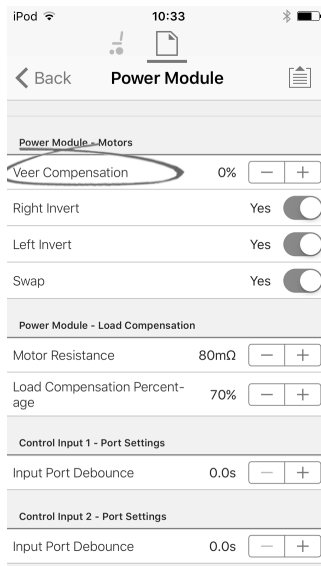 iPod 10:33
Back Power Module
Power Module - Motors
Veer Compensation 0% − +
Right Invert Yes
Left Invert Yes
Swap Yes
Power Module - Load Compensation
Motor Resistance 80mΩ − +
Load Compensation Percent-
age 70% − +
Control Input 1 - Port Settings
Input Port Debounce 0.0s − +
Control Input 2 - Port Settings
Input Port Debounce 0.0s − +